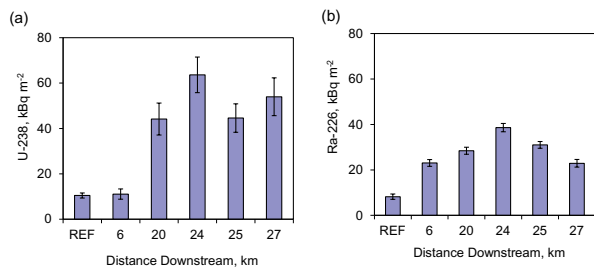 (a)
80
60
40
20
0
U-238, kBq m-2
REF 6 20 24 25 27
Distance Downstream, km
(b)
80
60
40
20
0
Ra-226, kBq m-2
REF 6 20 24 25 27
Distance Downstream, km